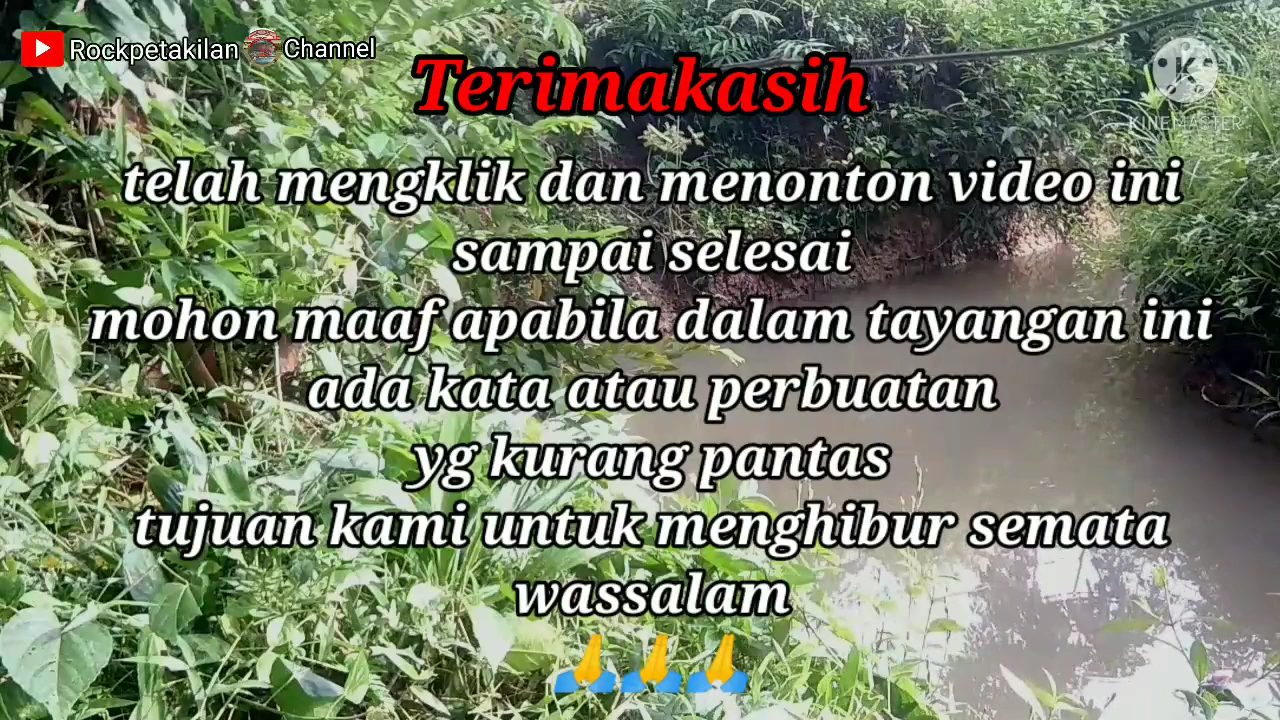 Rockpetakilan Channel
KINEMASTER
Terimakasih
telah mengklik dan menonton video ini
sampai selesai
mohon maaf apabila dalam tayangan ini
ada kata atau perbuatan
yg kurang pantas
tujuan kami untuk menghibur semata
wassalam
🙏🙏🙏